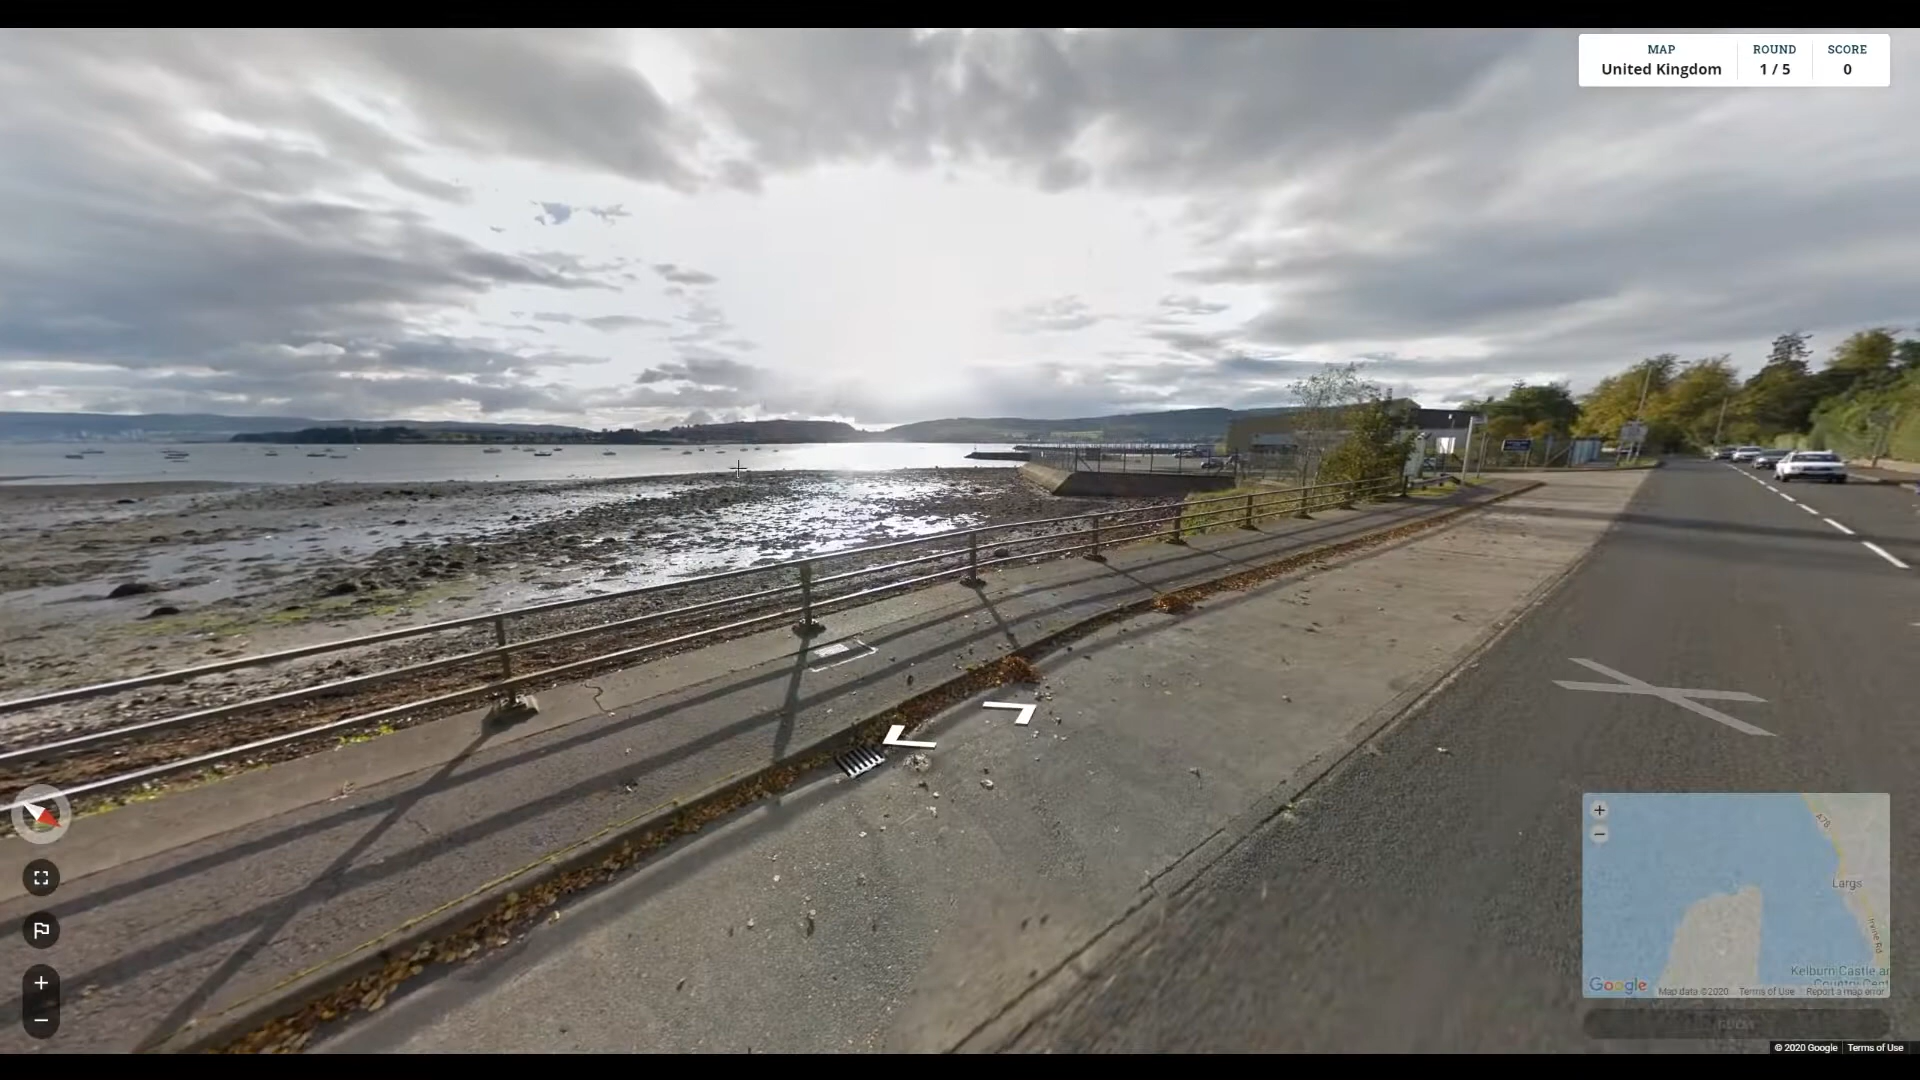 MAP
United Kingdom
ROUND
1 / 5
SCORE
0
A78
Largs
Irvine Rd
Kelburn Castle an
Country Cent
Google
Map data ©2020
Terms of Use
Report a map error
© 2020 Google
Terms of Use